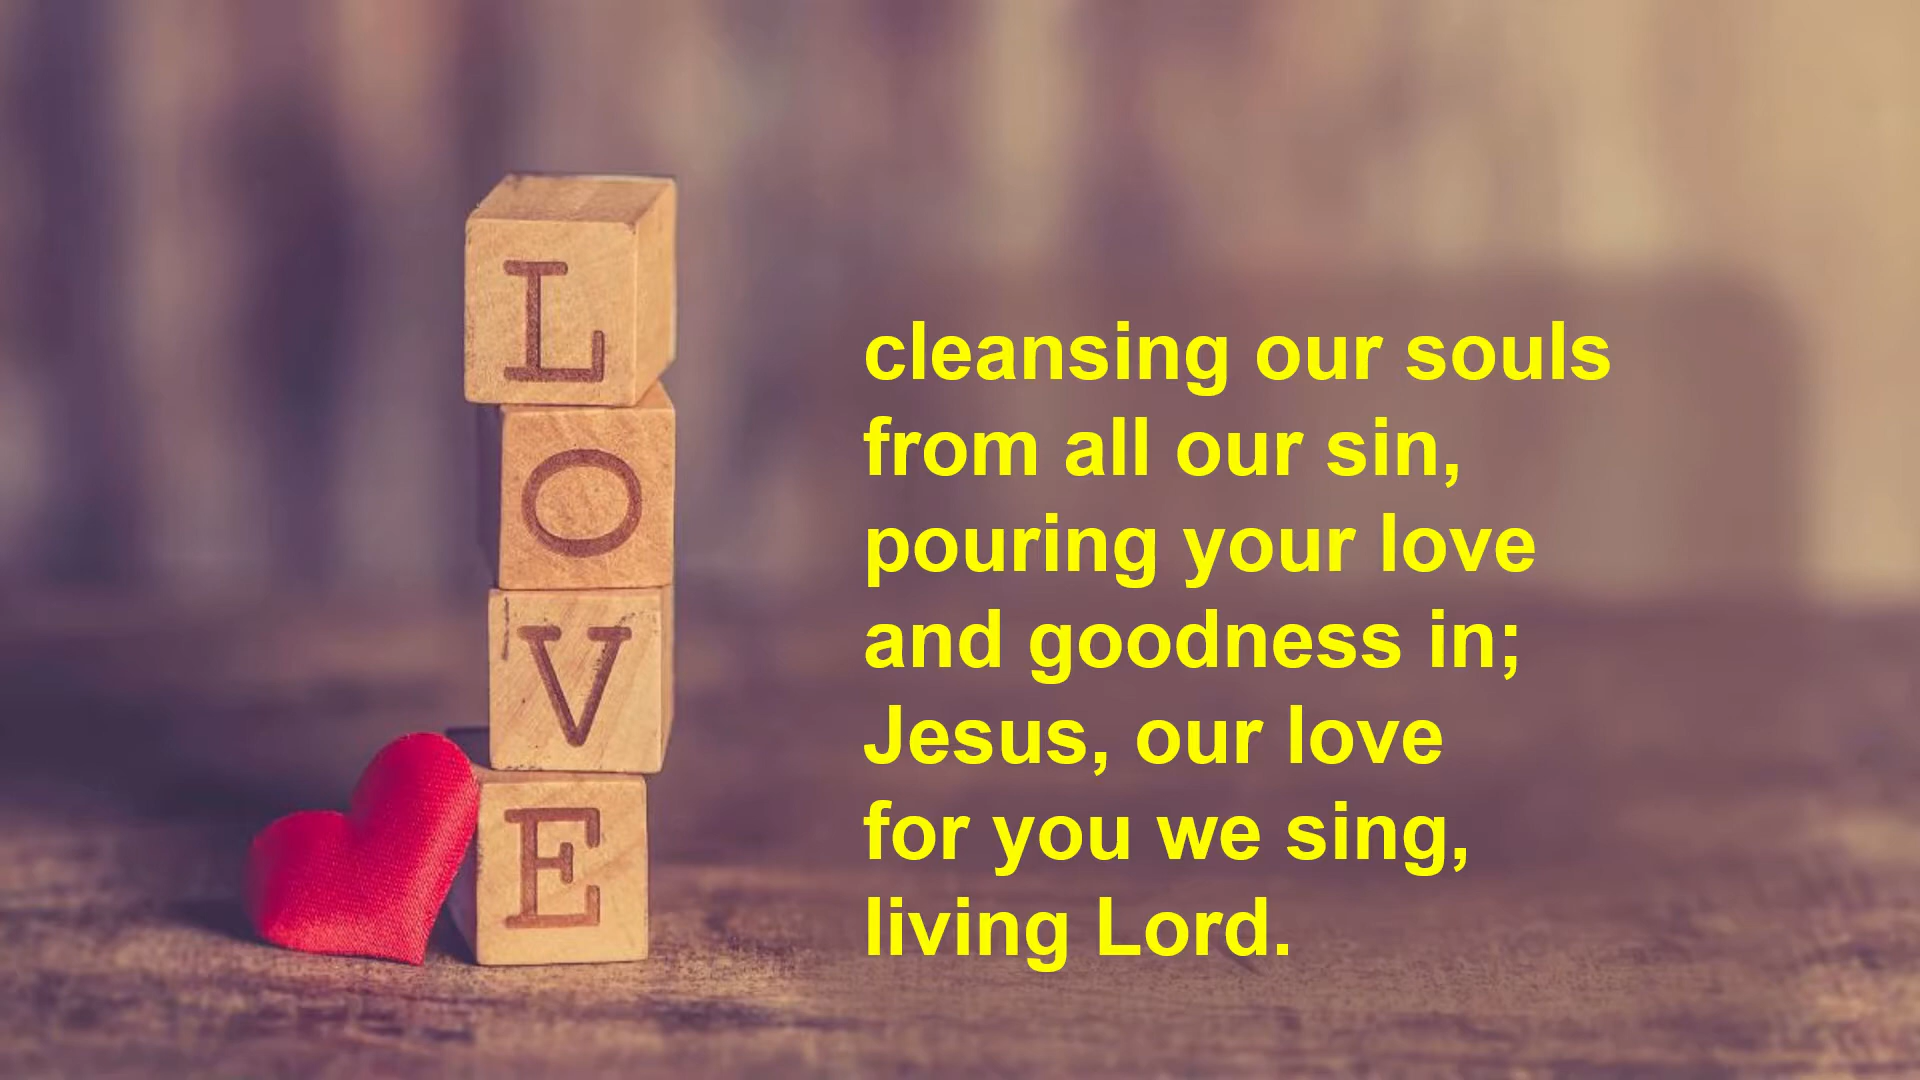 L
O
V
E
cleansing our souls
from all our sin,
pouring your love
and goodness in;
Jesus, our love
for you we sing,
living Lord.